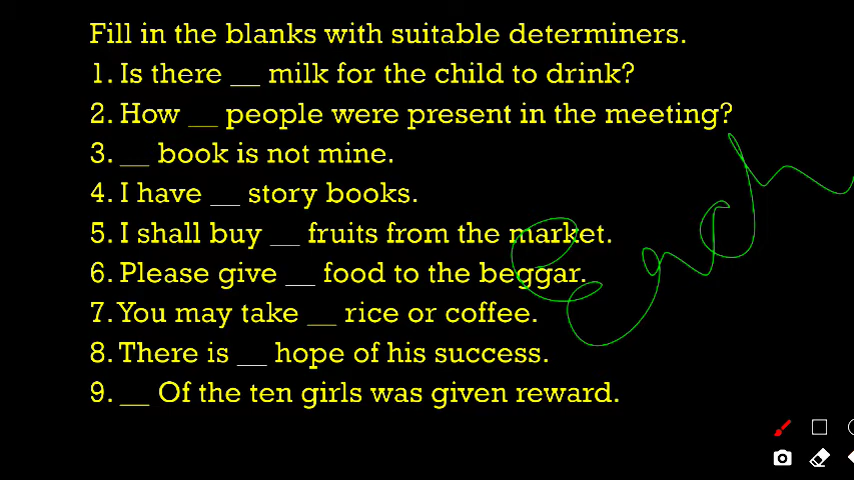 Fill in the blanks with suitable determiners.
1. Is there __ milk for the child to drink?
2. How __ people were present in the meeting?
3. __ book is not mine.
4. I have __ story books.
5. I shall buy __ fruits from the market.
6. Please give __ food to the beggar.
7. You may take __ rice or coffee.
8. There is __ hope of his success.
9. __ Of the ten girls was given reward.
Each